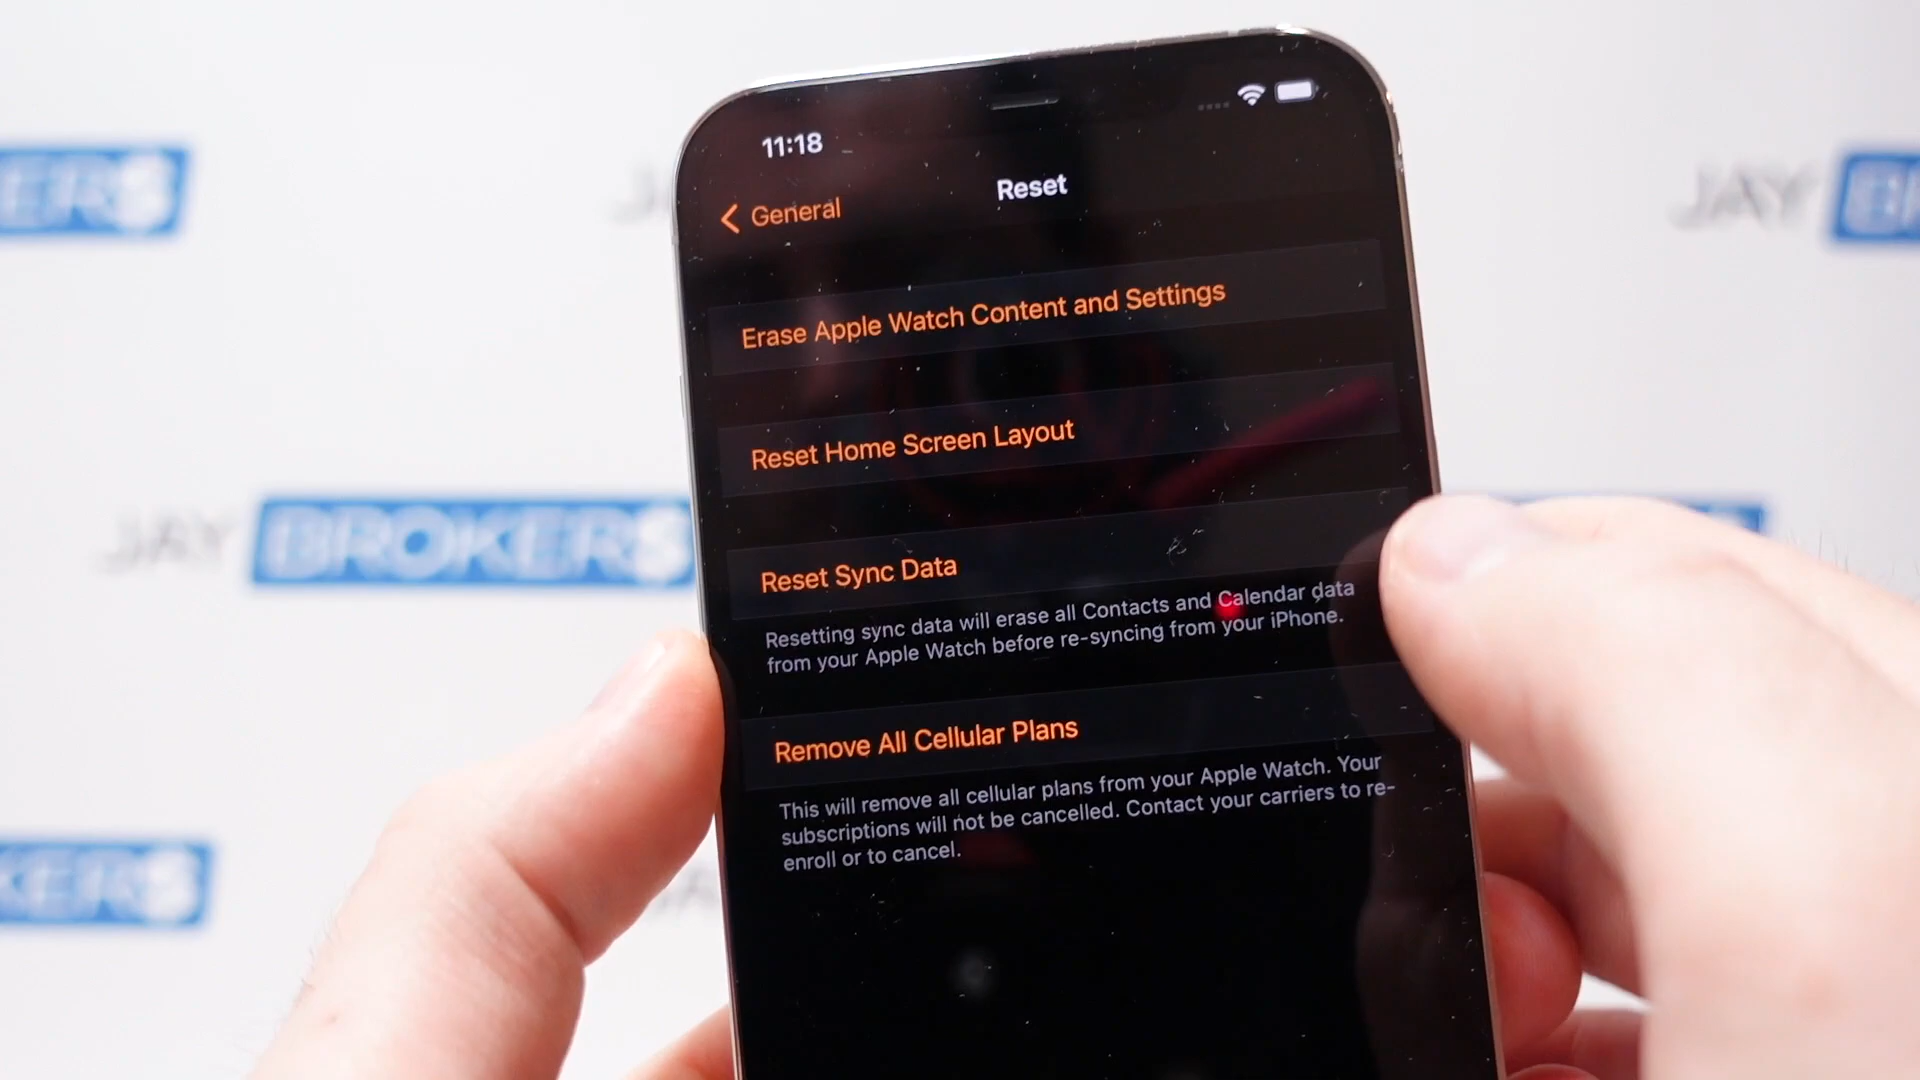 11:18
Reset
General
Erase Apple Watch Content and Settings
Reset Home Screen Layout
Reset Sync Data
Resetting sync data will erase all Contacts and Calendar data
from your Apple Watch before re-syncing from your iPhone.
Remove All Cellular Plans
This will remove all cellular plans from your Apple Watch. Your
subscriptions will not be cancelled. Contact your carriers to re-
enroll or to cancel.
JAY BROKER$
JAY